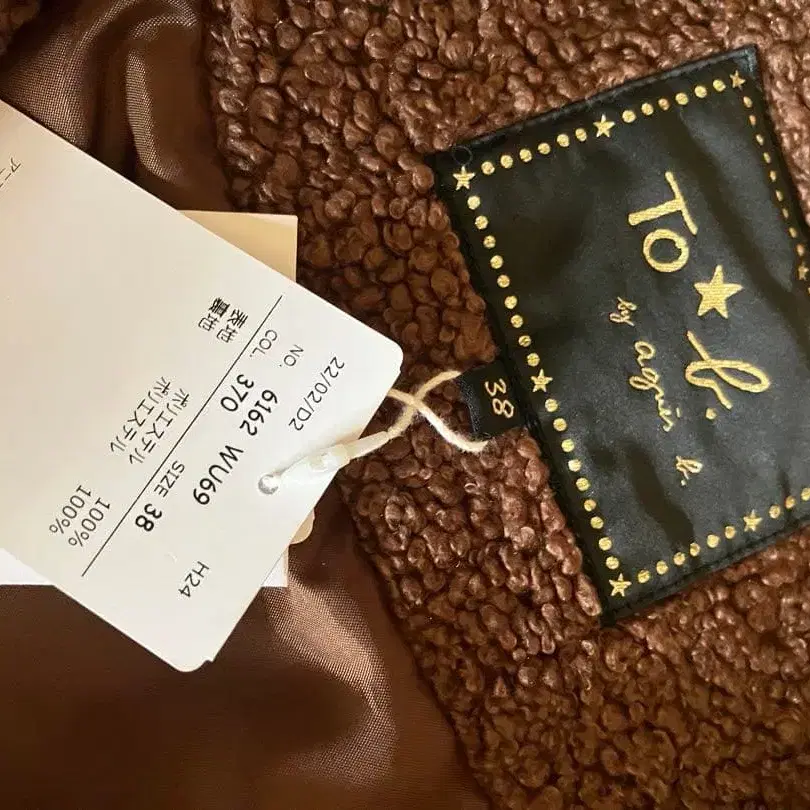 To★b.
by agnès b.
38
22/02/D2
H24
NO. 6162 WU69
COL. 370 SIZE 38
表地 ポリエステル 100%
裏地 ポリエステル 100%